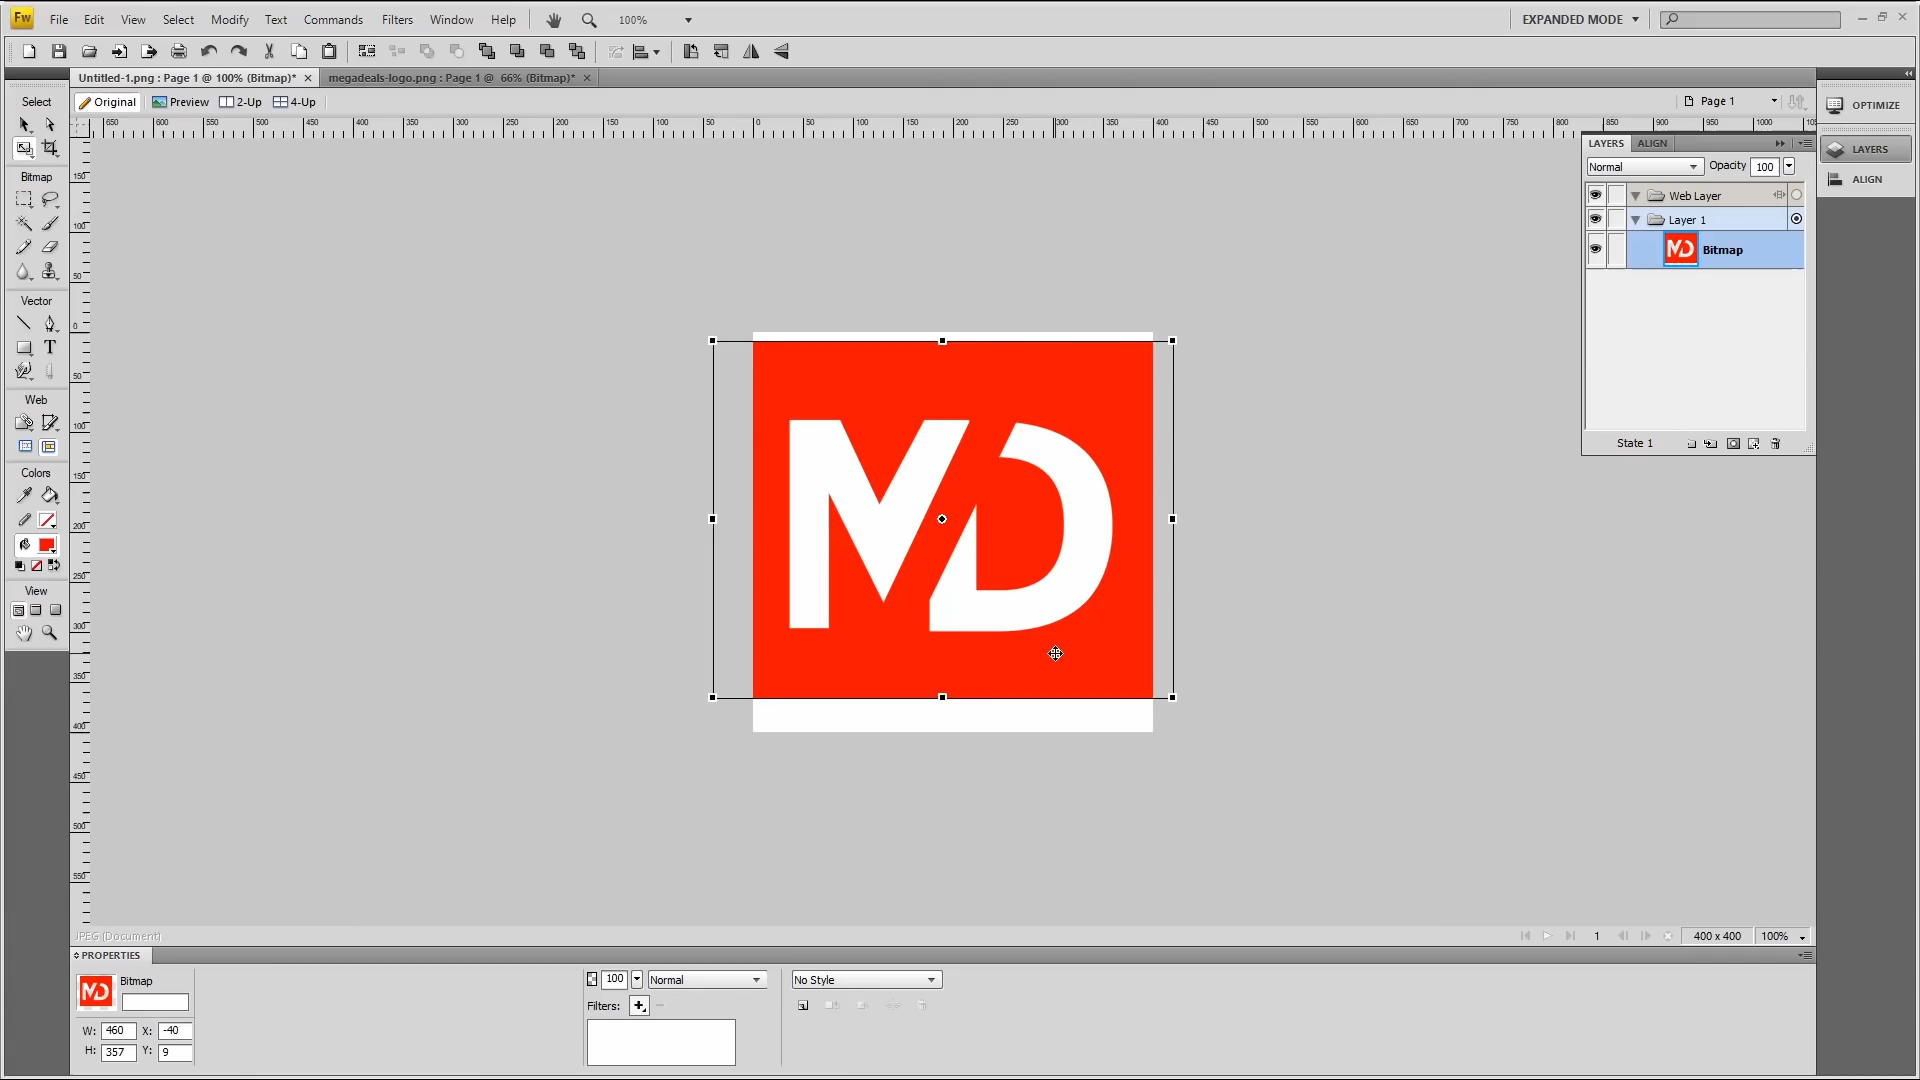 Fw File Edit View Select Modify Text Commands Filters Window Help 100% EXPANDED MODE
Untitled-1.png : Page 1 @ 100% (Bitmap)* megadeals-logo.png : Page 1 @ 66% (Bitmap)*
Original Preview 2-Up 4-Up Page 1
OPTIMIZE
LAYERS
ALIGN
650 600 550 500 450 400 350 300 250 200 150 100 50 0 50 100 150 200 250 300 350 400 450 500 550 600 650 700 750 800 850 900 950 1000
150
100
50
0
50
100
150
200
250
300
350
400
450
500
550
Select
Bitmap
Vector
T
Web
Colors
View
LAYERS ALIGN
Normal Opacity 100
Web Layer
Layer 1
MD Bitmap
State 1
MD
JPEG (Document) 1 400 x 400 100%
PROPERTIES
MD Bitmap
W: 460 X: -40
H: 357 Y: 9
100 Normal
Filters:
No Style